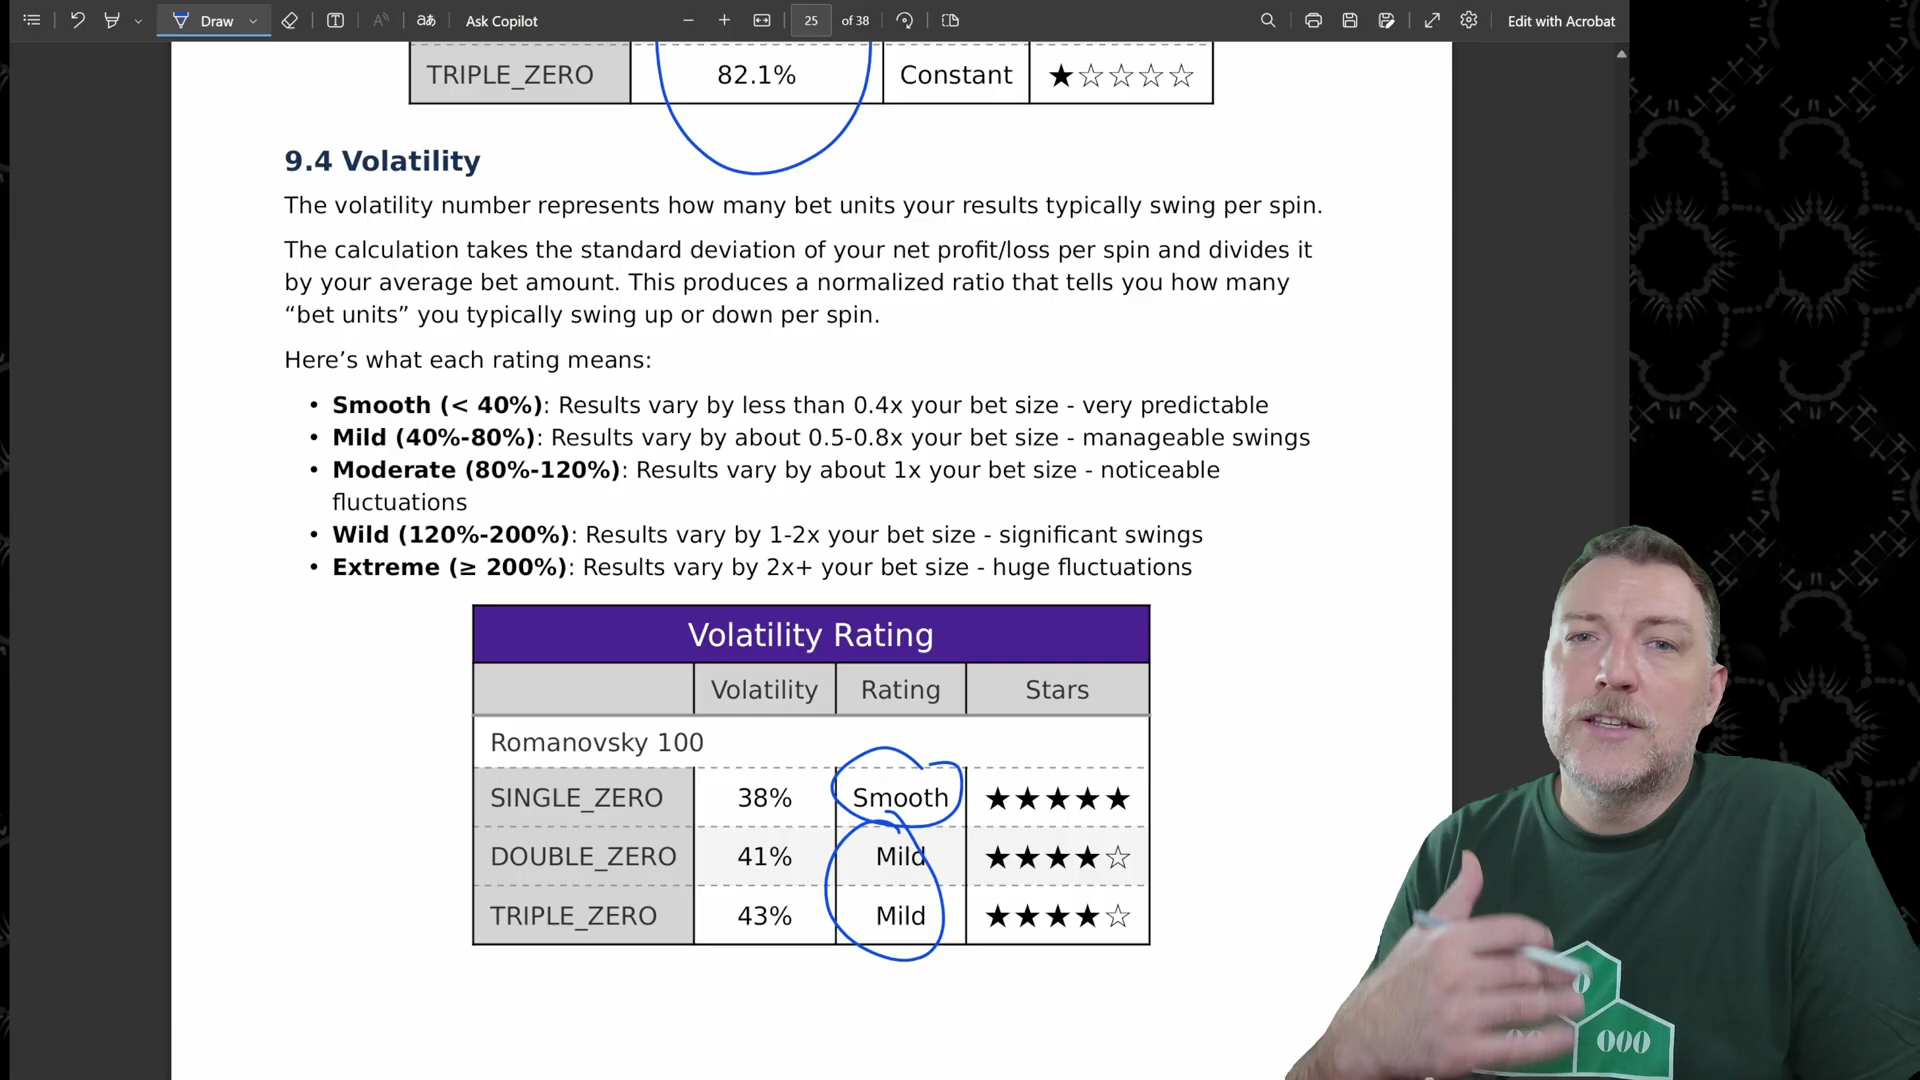 Draw
Ask Copilot
25 of 38
Edit with Acrobat
TRIPLE_ZERO 82.1% Constant ★☆☆☆☆
9.4 Volatility
The volatility number represents how many bet units your results typically swing per spin.
The calculation takes the standard deviation of your net profit/loss per spin and divides it
by your average bet amount. This produces a normalized ratio that tells you how many
“bet units” you typically swing up or down per spin.
Here’s what each rating means:
• Smooth (< 40%): Results vary by less than 0.4x your bet size - very predictable
• Mild (40%-80%): Results vary by about 0.5-0.8x your bet size - manageable swings
• Moderate (80%-120%): Results vary by about 1x your bet size - noticeable
fluctuations
• Wild (120%-200%): Results vary by 1-2x your bet size - significant swings
• Extreme (≥ 200%): Results vary by 2x+ your bet size - huge fluctuations
Volatility Rating
Volatility Rating Stars
Romanovsky 100
SINGLE_ZERO 38% Smooth ★★★★★
DOUBLE_ZERO 41% Mild ★★★★☆
TRIPLE_ZERO 43% Mild ★★★★☆
000